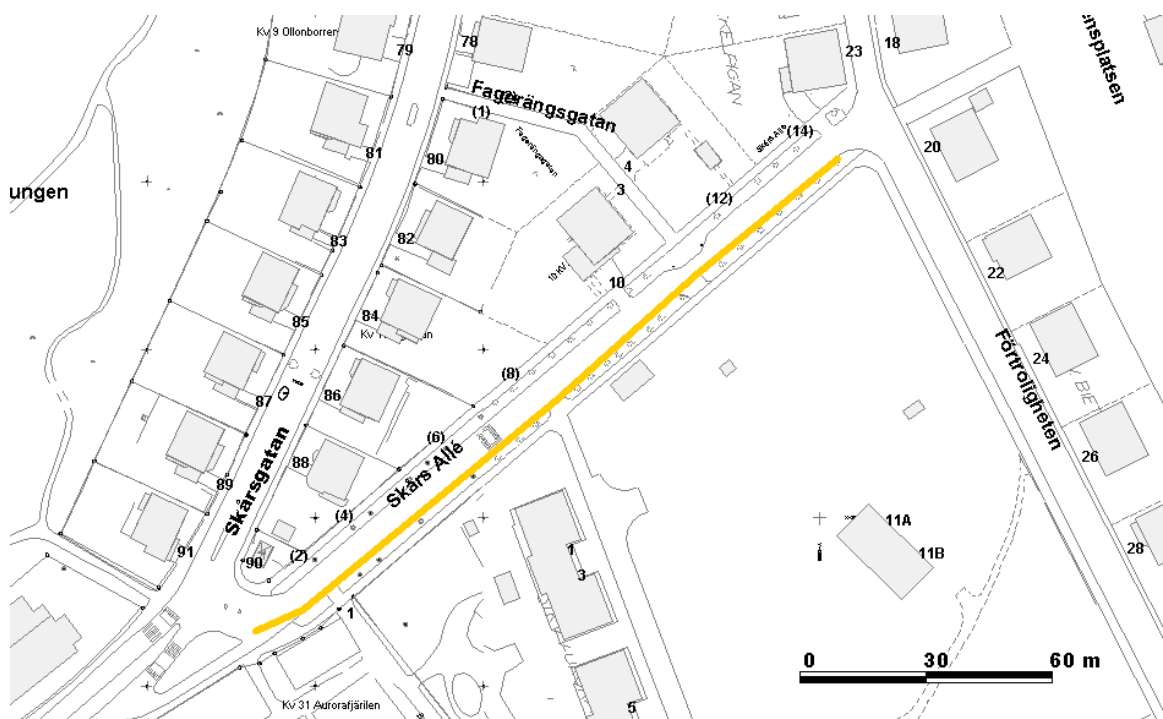 Kv 9 Ollonborren
79
78
23
18
ensplatsen
Fagerängsgatan
(1)
81
80
4
3
Fagerängsgatan
Skårs Allé
(14)
20
ungen
83
82
(12)
22
10
85
84
24
Förtroligheten
87
86
(8)
26
89
88
(6)
Skårs Allé
Skårsgatan
(4)
91
90
(2)
1
3
11A
11B
28
1
5
Kv 31 Aurorafjärilen
0 30 60 m